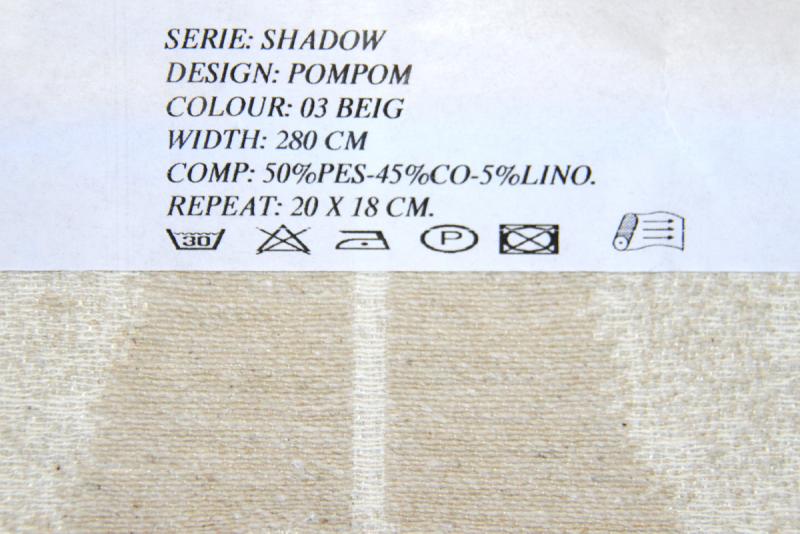 SERIE: SHADOW
DESIGN: POMPOM
COLOUR: 03 BEIG
WIDTH: 280 CM
COMP: 50%PES-45%CO-5%LINO.
REPEAT: 20 X 18 CM.
30 P